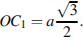 OC₁ = a √3/2.